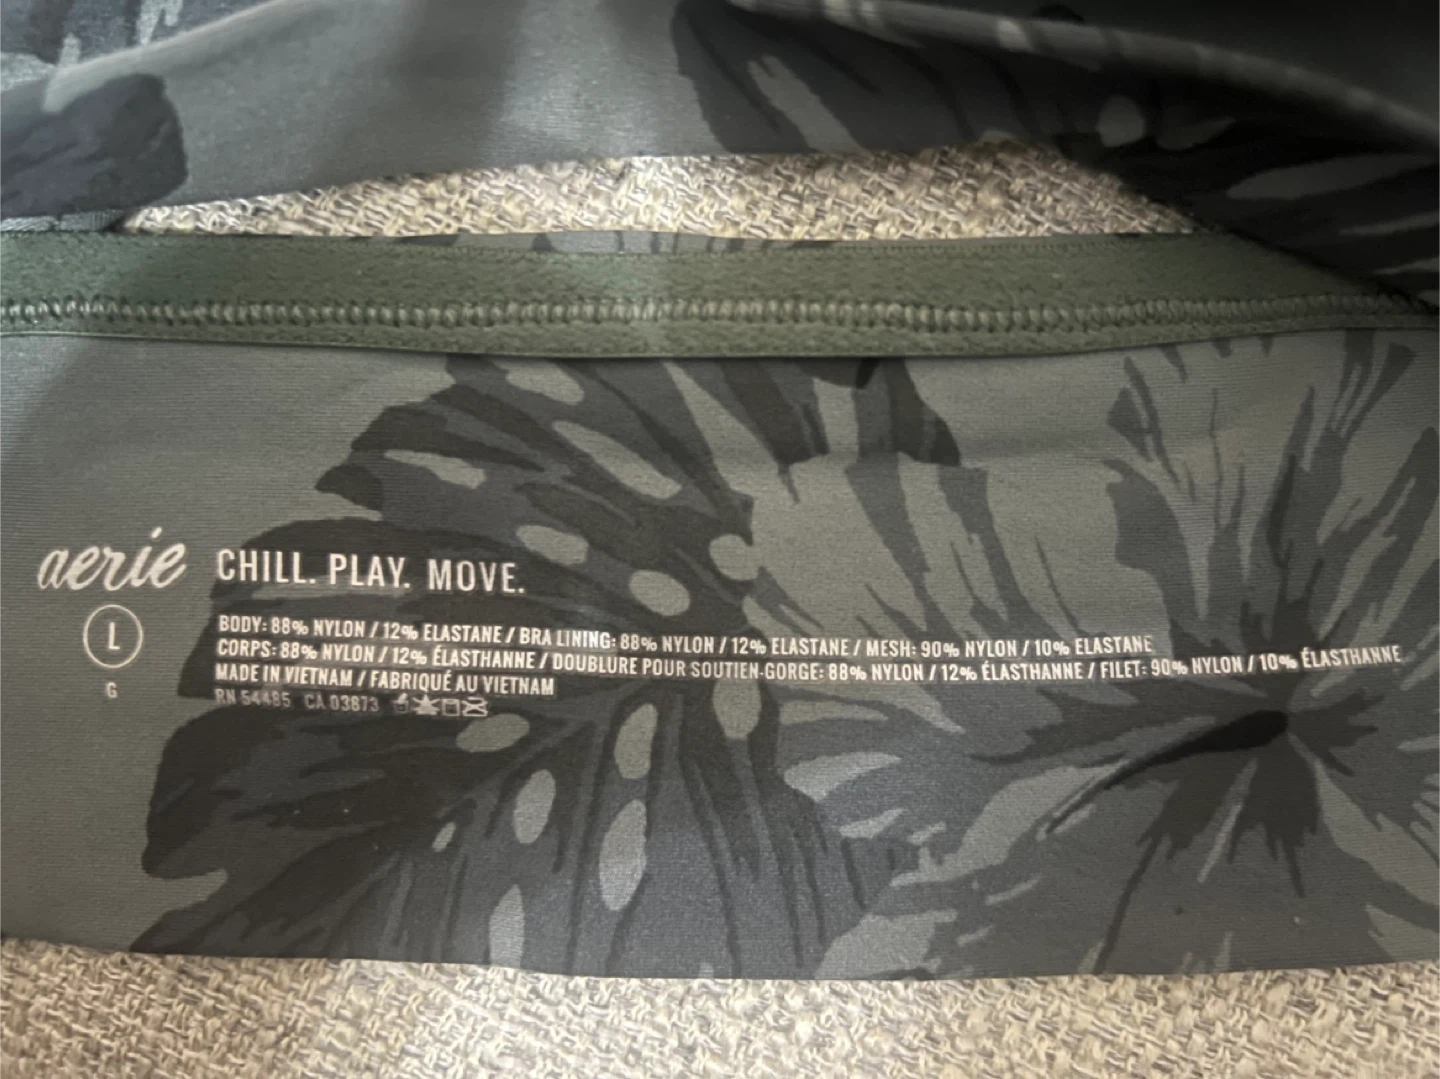 aerie CHILL. PLAY. MOVE.
L
G
BODY: 88% NYLON / 12% ELASTANE / BRA LINING: 88% NYLON / 12% ELASTANE / MESH: 90% NYLON / 10% ELASTANE
CORPS: 88% NYLON / 12% ÉLASTHANNE / DOUBLURE POUR SOUTIEN-GORGE: 88% NYLON / 12% ÉLASTHANNE / FILET: 90% NYLON / 10% ÉLASTHANNE
MADE IN VIETNAM / FABRIQUÉ AU VIETNAM
RN 54485 CA 03873